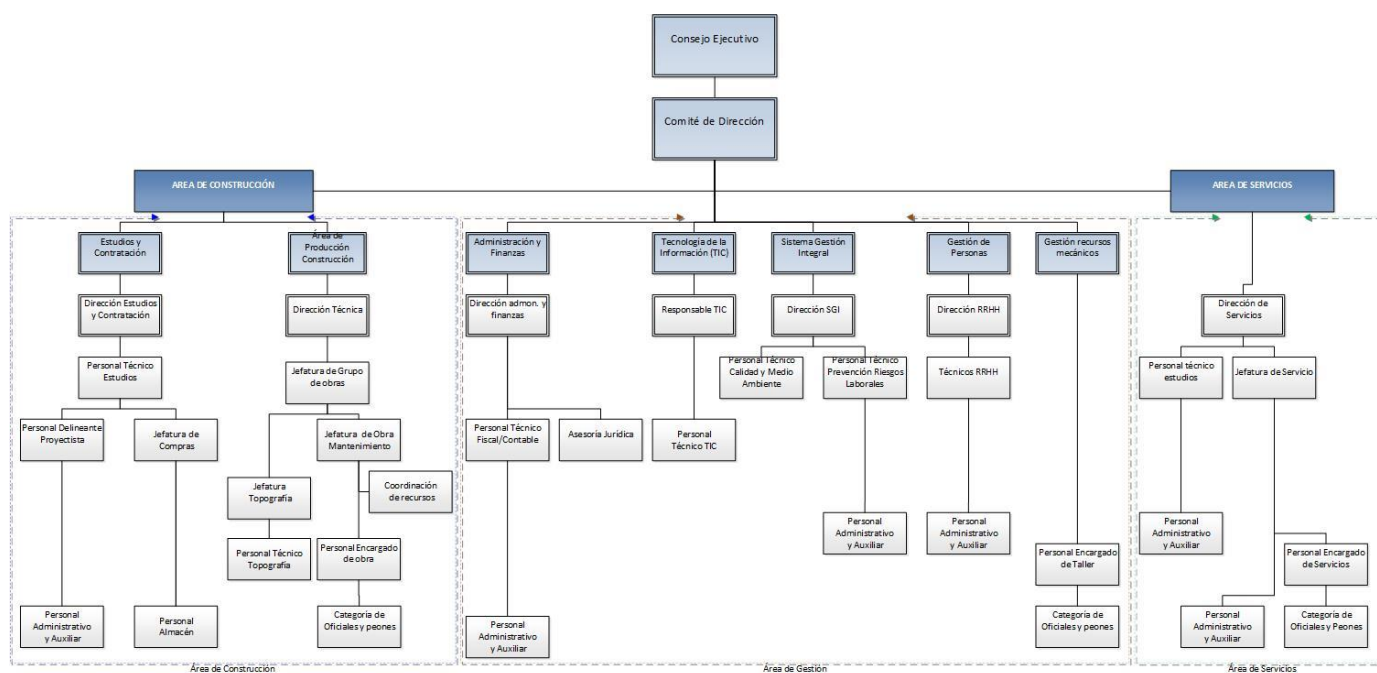 Consejo Ejecutivo
Comité de Dirección
AREA DE CONSTRUCCIÓN
AREA DE SERVICIOS
Estudios y
Contratación
Área de
Producción
Construcción
Administración y
Finanzas
Tecnología de la
Información (TIC)
Sistema Gestión
Integral
Gestión de
Personas
Gestión recursos
mecánicos
Dirección Estudios
y Contratación
Dirección Técnica
Dirección admon. y
finanzas
Responsable TIC
Dirección SGI
Dirección RRHH
Dirección de
Servicios
Personal Técnico
Estudios
Jefatura de Grupo
de obras
Personal Técnico
Calidad y Medio
Ambiente
Personal Técnico
Prevención Riesgos
Laborales
Técnicos RRHH
Personal técnico
estudios
Jefatura de Servicio
Personal Delineante
Proyectista
Jefatura de
Compras
Jefatura de Obra
Mantenimiento
Personal Técnico
Fiscal/Contable
Asesoría Jurídica
Personal
Técnico TIC
Jefatura
Topografía
Coordinación
de recursos
Personal
Administrativo
y Auxiliar
Personal
Administrativo
y Auxiliar
Personal
Administrativo
y Auxiliar
Personal Técnico
Topografía
Personal Encargado
de obra
Personal Encargado
de Taller
Personal Encargado
de Servicios
Personal
Administrativo
y Auxiliar
Personal
Almacén
Categoría de
Oficiales y peones
Personal
Administrativo
y Auxiliar
Categoría de
Oficiales y peones
Personal
Administrativo
y Auxiliar
Categoría de
Oficiales y Peones
Área de Construcción
Área de Gestión
Área de Servicios